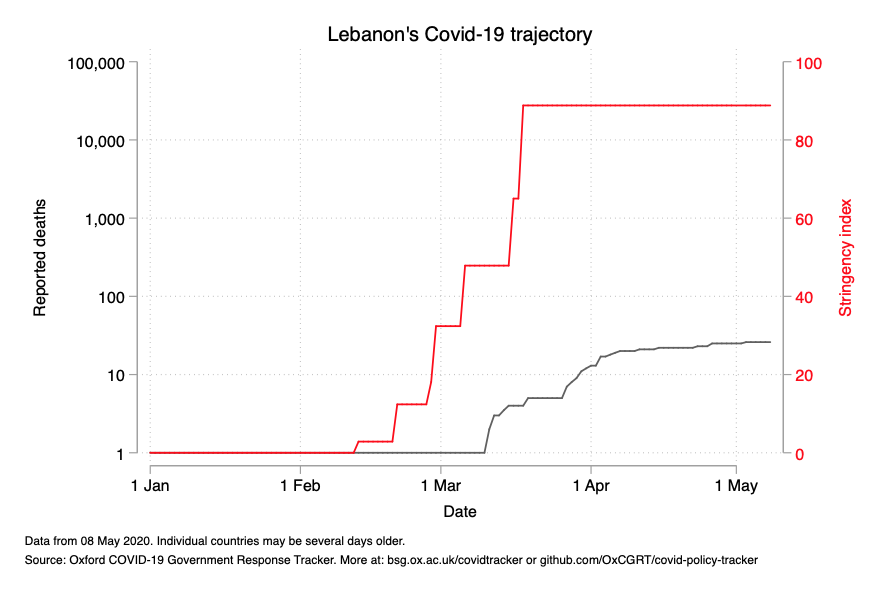 Lebanon's Covid-19 trajectory
100,000
10,000
1,000
100
10
1
Reported deaths
100
80
60
40
20
0
Stringency index
1 Jan
1 Feb
1 Mar
1 Apr
1 May
Date
Data from 08 May 2020. Individual countries may be several days older.
Source: Oxford COVID-19 Government Response Tracker. More at: bsg.ox.ac.uk/covidtracker or github.com/OxCGRT/covid-policy-tracker